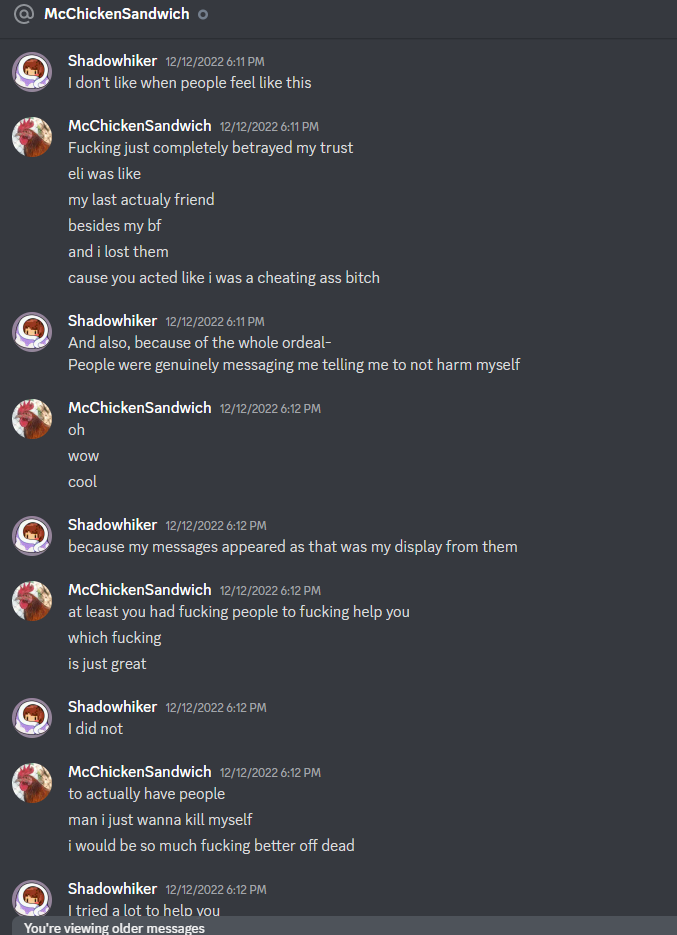 @ McChickenSandwich
Shadowhiker 12/12/2022 6:11 PM
I don't like when people feel like this
McChickenSandwich 12/12/2022 6:11 PM
Fucking just completely betrayed my trust
eli was like
my last actualy friend
besides my bf
and i lost them
cause you acted like i was a cheating ass bitch
Shadowhiker 12/12/2022 6:11 PM
And also, because of the whole ordeal-
People were genuinely messaging me telling me to not harm myself
McChickenSandwich 12/12/2022 6:12 PM
oh
wow
cool
Shadowhiker 12/12/2022 6:12 PM
because my messages appeared as that was my display from them
McChickenSandwich 12/12/2022 6:12 PM
at least you had fucking people to fucking help you
which fucking
is just great
Shadowhiker 12/12/2022 6:12 PM
I did not
McChickenSandwich 12/12/2022 6:12 PM
to actually have people
man i just wanna kill myself
i would be so much fucking better off dead
Shadowhiker 12/12/2022 6:12 PM
I tried a lot to help you
You're viewing older messages